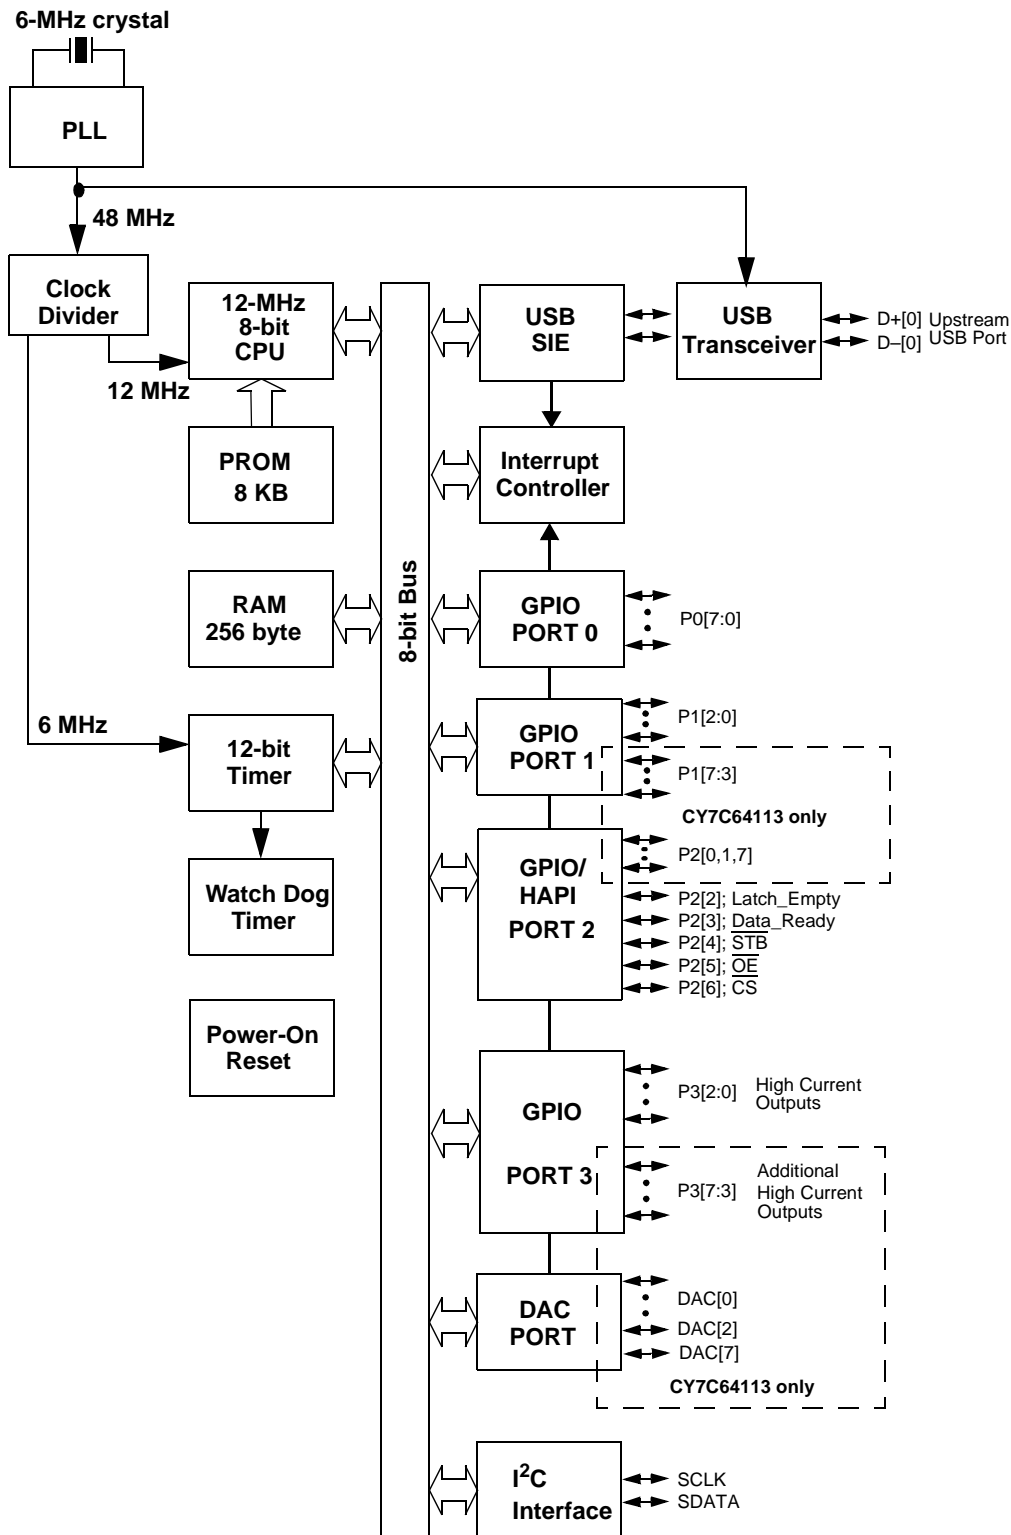 6-MHz crystal
PLL
48 MHz
Clock
Divider
12-MHz
8-bit
CPU
USB
SIE
USB
Transceiver
D+[0] Upstream
D–[0] USB Port
12 MHz
PROM
8 KB
Interrupt
Controller
8-bit Bus
RAM
256 byte
GPIO
PORT 0
P0[7:0]
6 MHz
12-bit
Timer
GPIO
PORT 1
P1[2:0]
P1[7:3]
CY7C64113 only
Watch Dog
Timer
GPIO/
HAPI
PORT 2
P2[0,1,7]
P2[2]; Latch_Empty
P2[3]; Data_Ready
P2[4]; S̅T̅B̅
P2[5]; O̅E̅
P2[6]; C̅S̅
Power-On
Reset
GPIO
PORT 3
P3[2:0] High Current
Outputs
P3[7:3] Additional
High Current
Outputs
DAC
PORT
DAC[0]
DAC[2]
DAC[7]
CY7C64113 only
I²C
Interface
SCLK
SDATA